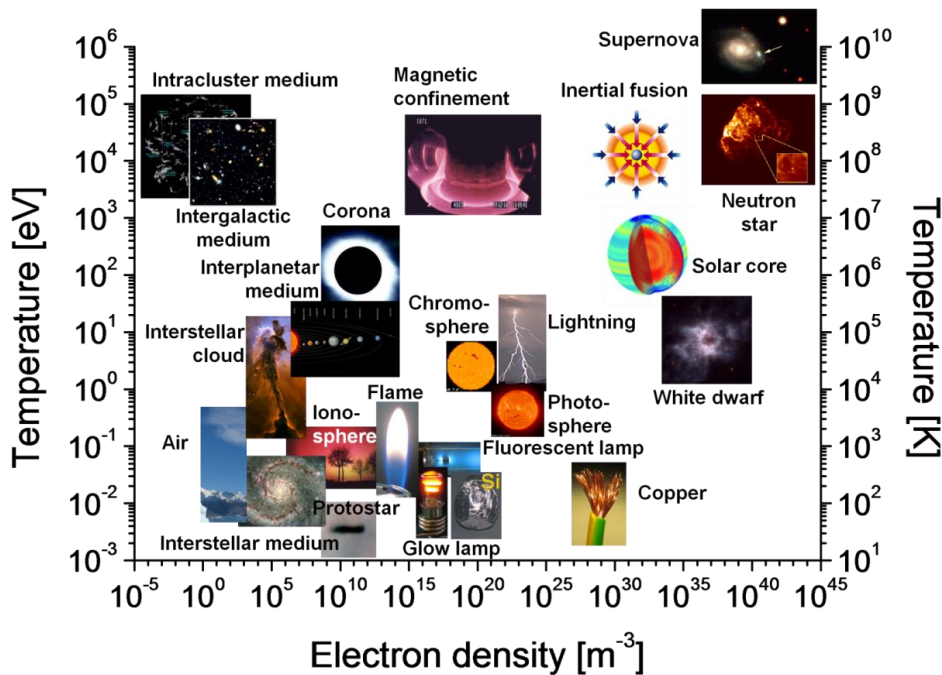 10^6
10^5
10^4
10^3
10^2
10^1
10^0
10^-1
10^-2
10^-3
Temperature [eV]
Intracluster medium
Intergalactic
medium
Magnetic
confinement
Inertial fusion
Supernova
Neutron
star
Corona
Interplanetar
medium
Solar core
Interstellar
cloud
Chromo-
sphere
Lightning
Flame
Photo-
sphere
White dwarf
Air
Iono-
sphere
Fluorescent lamp
Si
Copper
Protostar
Interstellar medium
Glow lamp
10^10
10^9
10^8
10^7
10^6
10^5
10^4
10^3
10^2
10^1
Temperature [K]
10^-5
10^0
10^5
10^10
10^15
10^20
10^25
10^30
10^35
10^40
10^45
Electron density [m^-3]